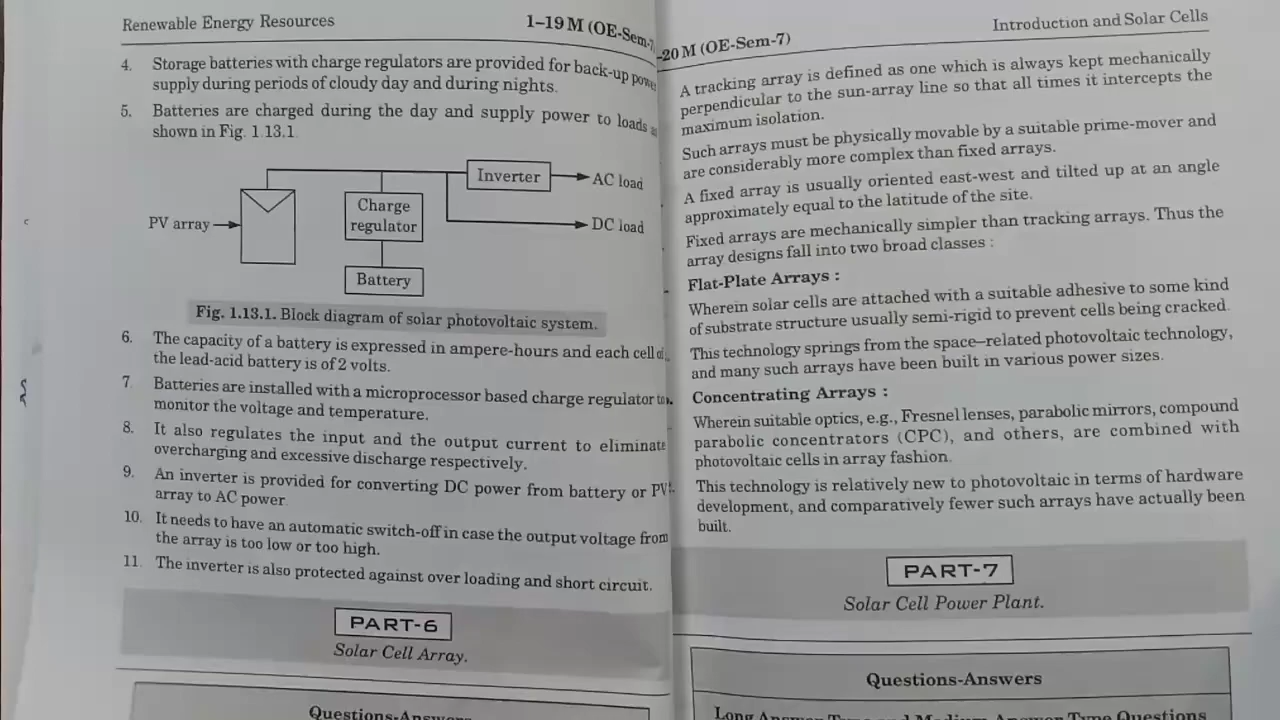 Renewable Energy Resources
1–19 M (OE-Sem-7)
4. Storage batteries with charge regulators are provided for back-up power
supply during periods of cloudy day and during nights.
5. Batteries are charged during the day and supply power to loads as
shown in Fig. 1.13.1.
Inverter
AC load
PV array
Charge
regulator
DC load
Battery
Fig. 1.13.1. Block diagram of solar photovoltaic system.
6. The capacity of a battery is expressed in ampere-hours and each cell of
the lead-acid battery is of 2 volts.
7. Batteries are installed with a microprocessor based charge regulator to
monitor the voltage and temperature.
8. It also regulates the input and the output current to eliminate
overcharging and excessive discharge respectively.
9. An inverter is provided for converting DC power from battery or PV
array to AC power.
10. It needs to have an automatic switch-off in case the output voltage from
the array is too low or too high.
11. The inverter is also protected against over loading and short circuit.
PART-6
Solar Cell Array.
–20 M (OE-Sem-7)
Introduction and Solar Cells
A tracking array is defined as one which is always kept mechanically
perpendicular to the sun-array line so that all times it intercepts the
maximum isolation.
Such arrays must be physically movable by a suitable prime-mover and
are considerably more complex than fixed arrays.
A fixed array is usually oriented east-west and tilted up at an angle
approximately equal to the latitude of the site.
Fixed arrays are mechanically simpler than tracking arrays. Thus the
array designs fall into two broad classes :
Flat-Plate Arrays :
Wherein solar cells are attached with a suitable adhesive to some kind
of substrate structure usually semi-rigid to prevent cells being cracked.
This technology springs from the space–related photovoltaic technology,
and many such arrays have been built in various power sizes.
Concentrating Arrays :
Wherein suitable optics, e.g., Fresnel lenses, parabolic mirrors, compound
parabolic concentrators (CPC), and others, are combined with
photovoltaic cells in array fashion.
This technology is relatively new to photovoltaic in terms of hardware
development, and comparatively fewer such arrays have actually been
built.
PART-7
Solar Cell Power Plant.
Questions-Answers
Long Answer Type and Medium Answer Type Questions